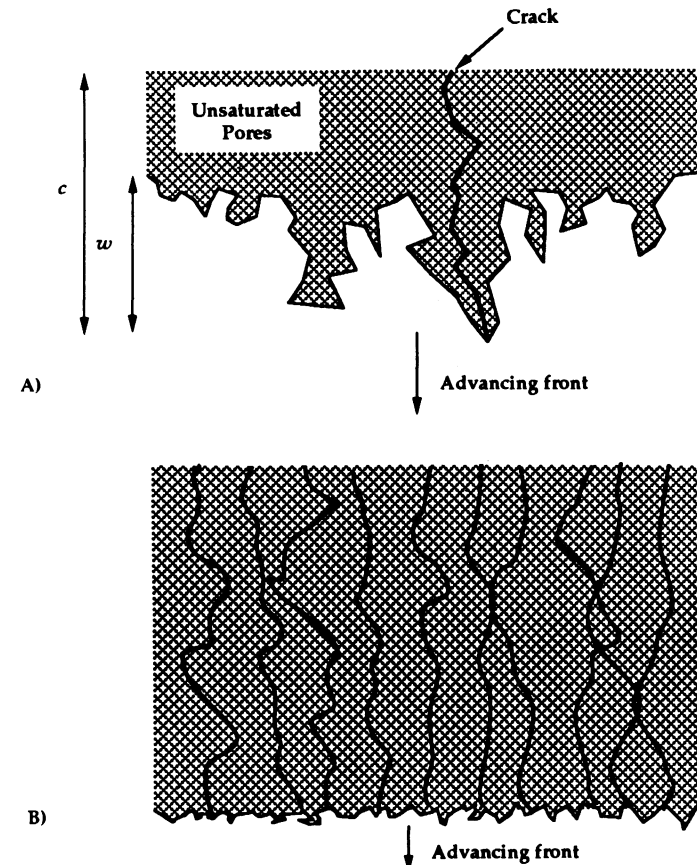 Crack
Unsaturated
Pores
c
w
A)
Advancing front
B)
Advancing front